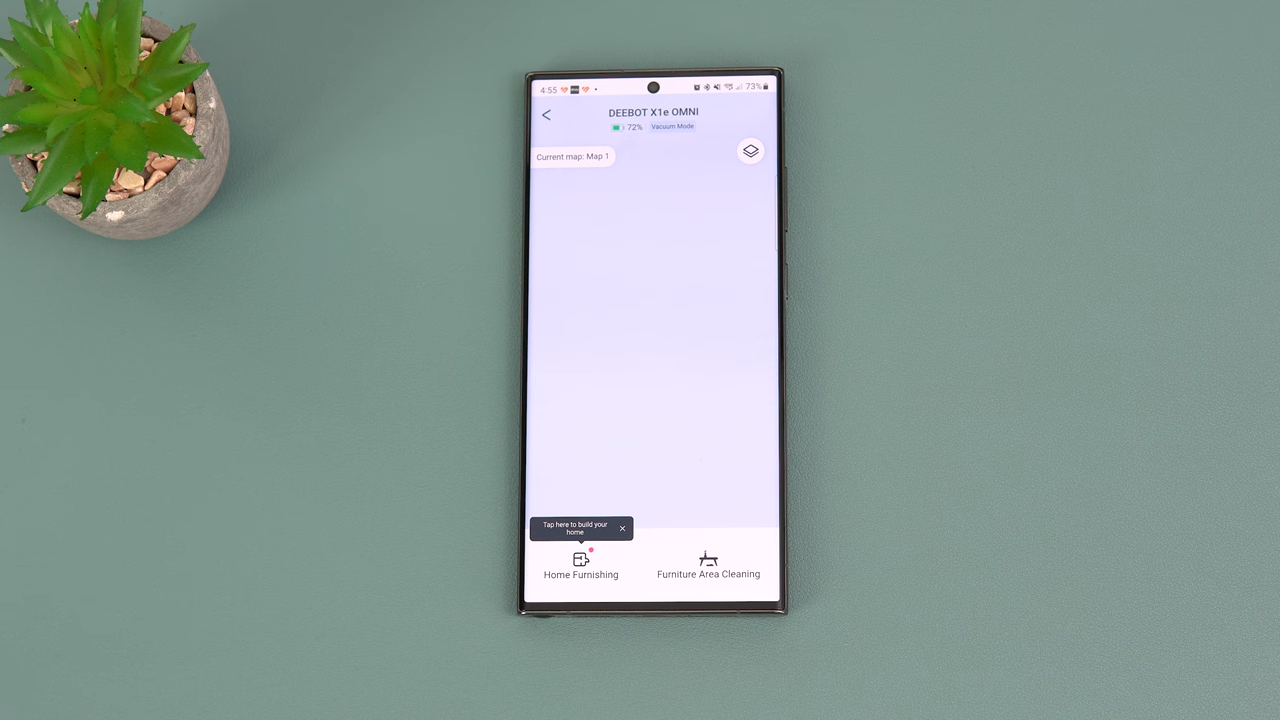 4:55 73%
DEEBOT X1e OMNI
72% Vacuum Mode
Current map: Map 1
Tap here to build your
home
Home Furnishing Furniture Area Cleaning